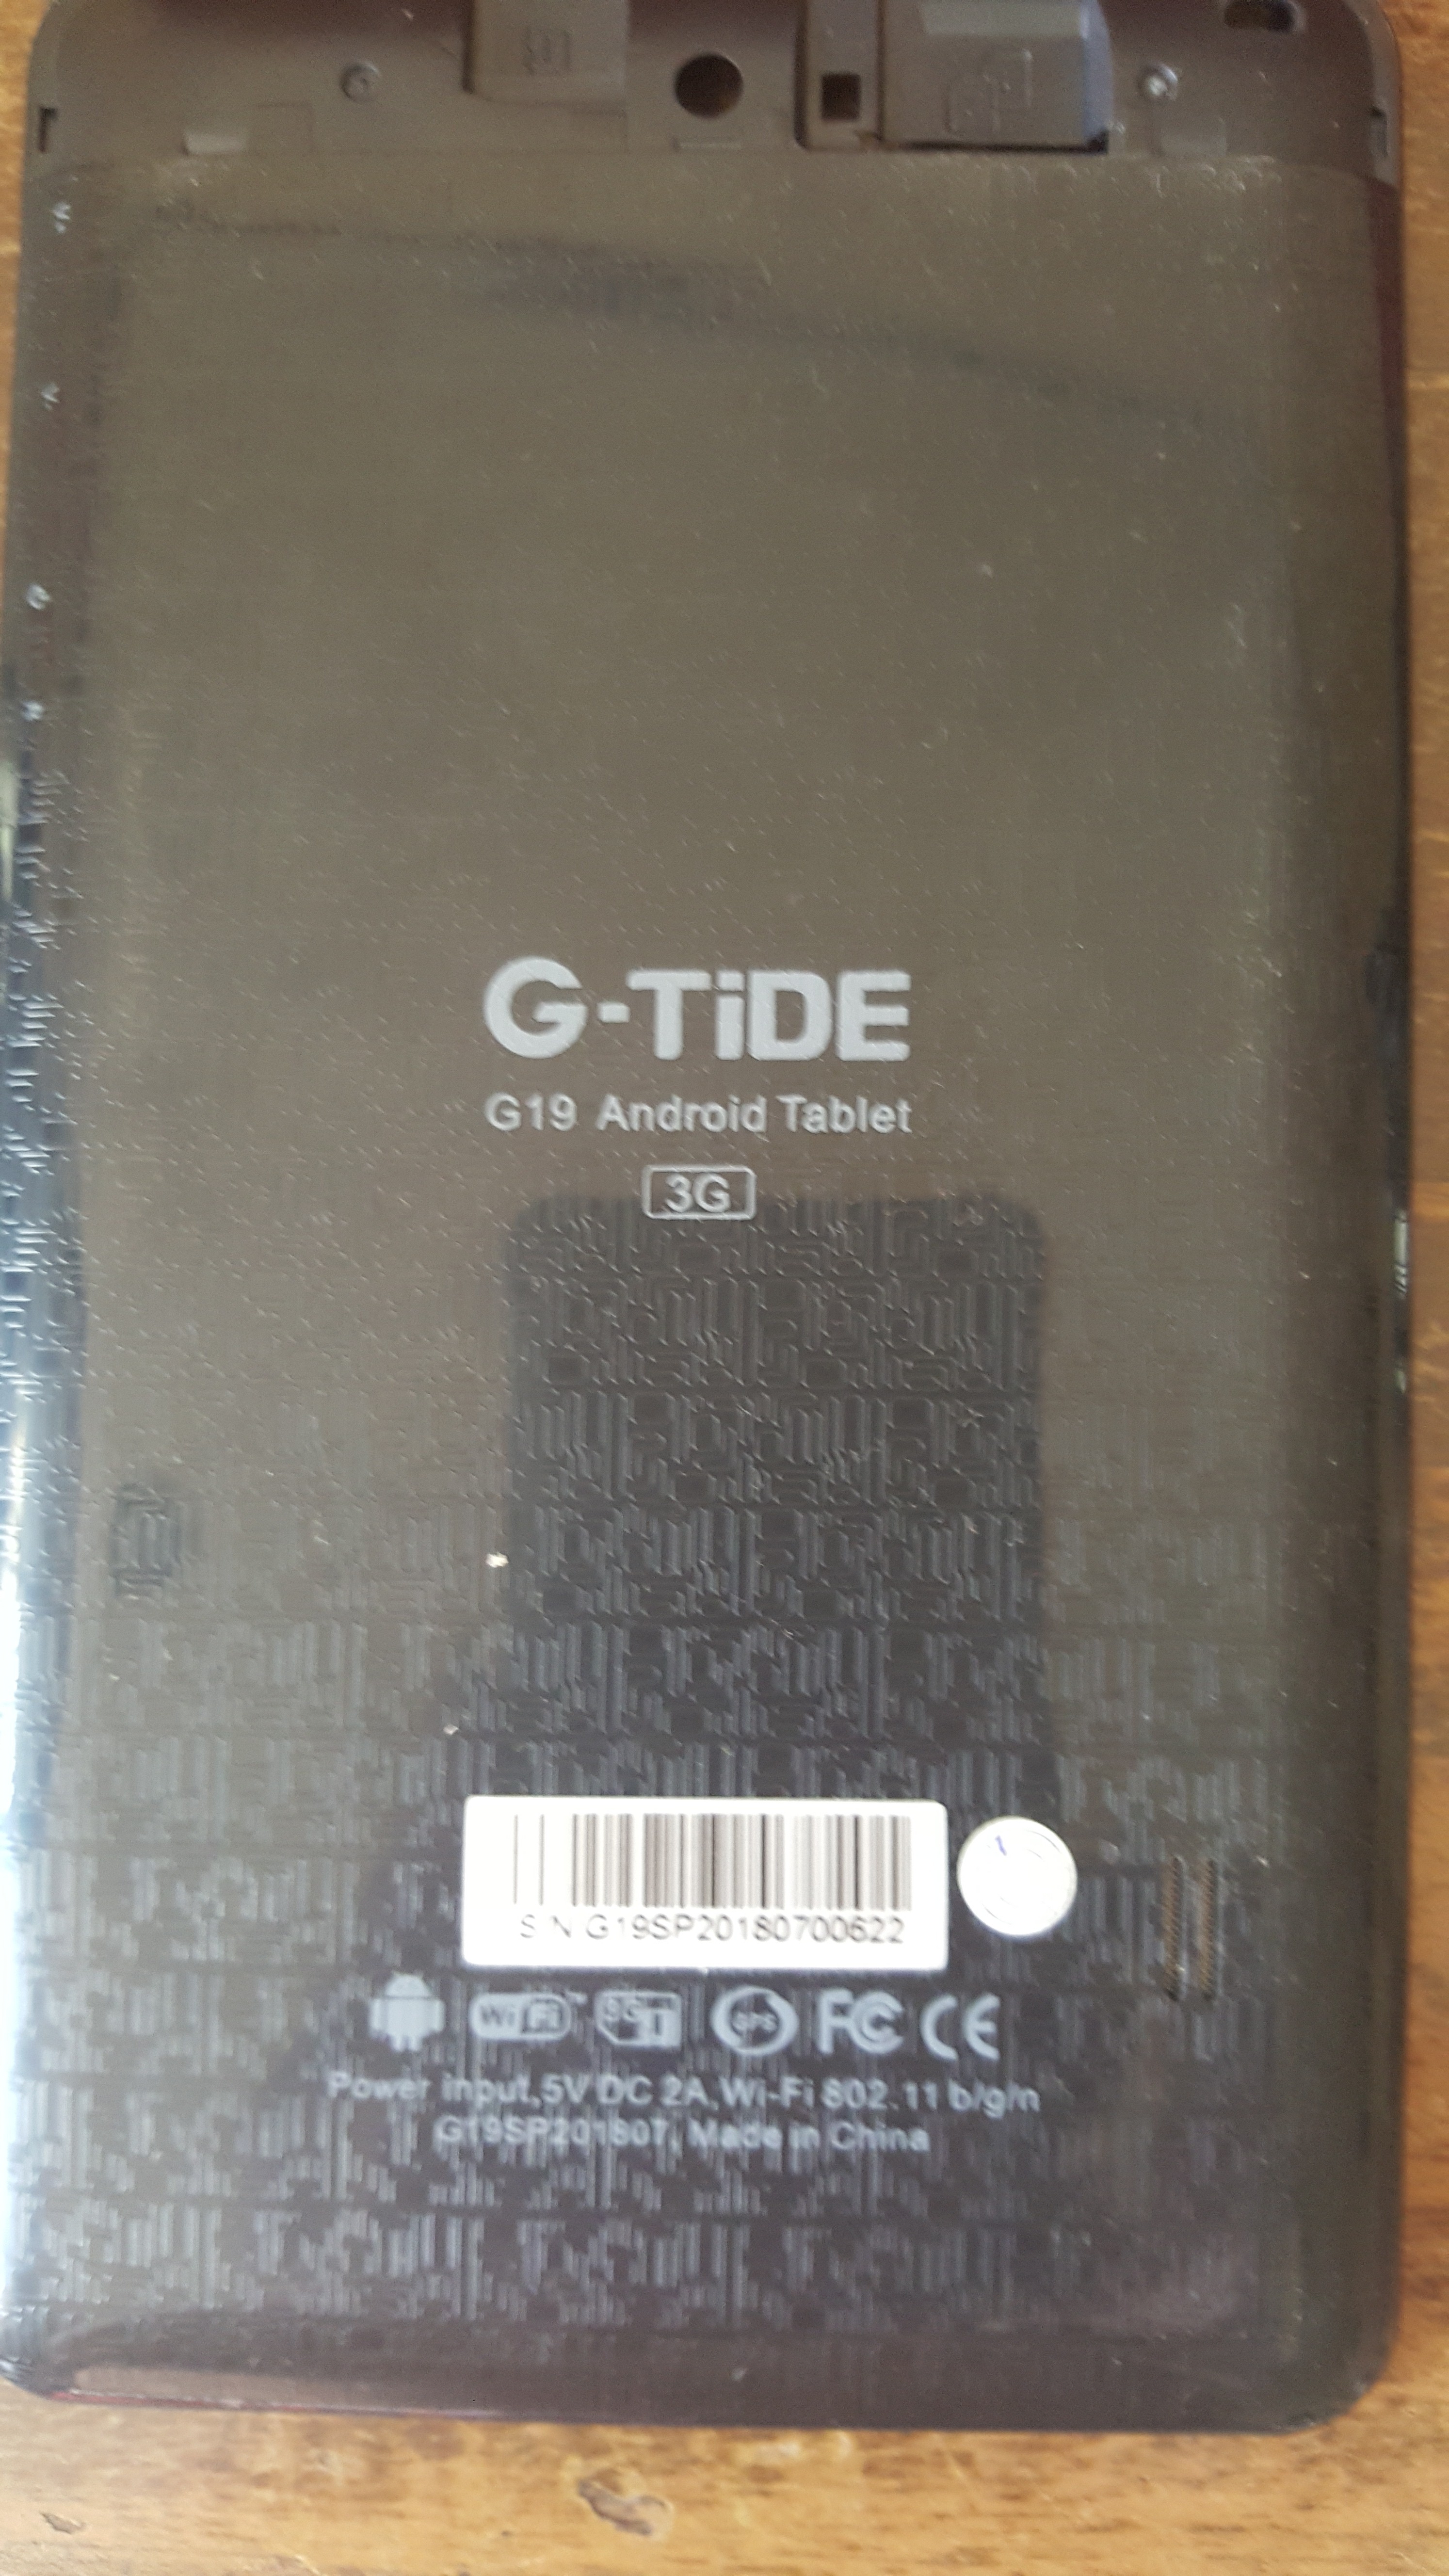 G-TiDE
G19 Android Tablet
3G
S/N G19SP20180700622
Wi Fi ™
GPS
FC CE
Power input,5V DC 2A,Wi-Fi 802.11 b/g/n
G19SP201807, Made in China